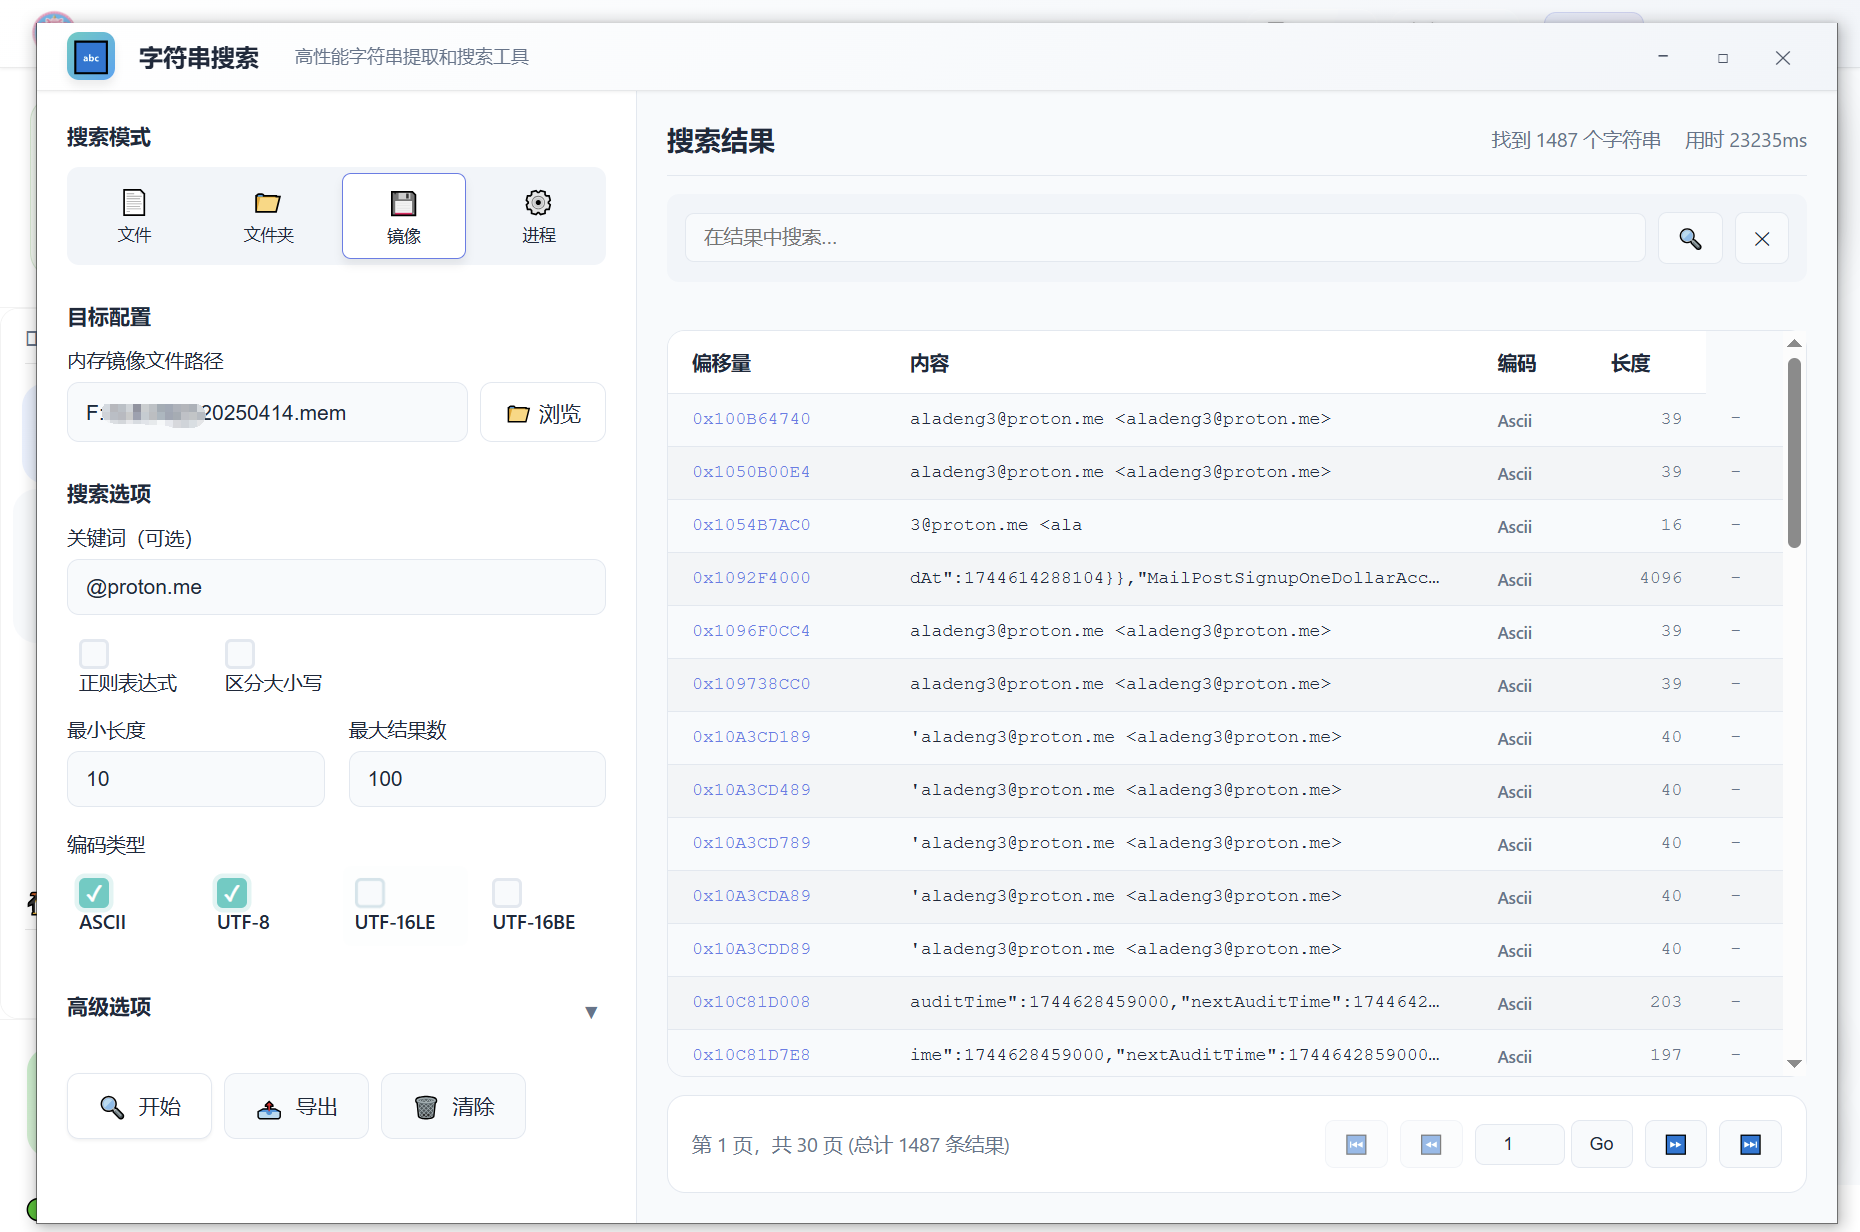 abc 字符串搜索 高性能字符串提取和搜索工具
搜索模式
文件 文件夹 镜像 进程
目标配置
内存镜像文件路径
F: 20250414.mem 浏览
搜索选项
关键词（可选）
@proton.me
正则表达式 区分大小写
最小长度 最大结果数
10 100
编码类型
ASCII UTF-8 UTF-16LE UTF-16BE
高级选项 ▼
开始 导出 清除
搜索结果 找到 1487 个字符串 用时 23235ms
在结果中搜索...
偏移量 内容 编码 长度
0x100B64740 aladeng3@proton.me <aladeng3@proton.me> Ascii 39 -
0x1050B00E4 aladeng3@proton.me <aladeng3@proton.me> Ascii 39 -
0x1054B7AC0 3@proton.me <ala Ascii 16 -
0x1092F4000 dAt":1744614288104}},"MailPostSignupOneDollarAcc... Ascii 4096 -
0x1096F0CC4 aladeng3@proton.me <aladeng3@proton.me> Ascii 39 -
0x109738CC0 aladeng3@proton.me <aladeng3@proton.me> Ascii 39 -
0x10A3CD189 'aladeng3@proton.me <aladeng3@proton.me> Ascii 40 -
0x10A3CD489 'aladeng3@proton.me <aladeng3@proton.me> Ascii 40 -
0x10A3CD789 'aladeng3@proton.me <aladeng3@proton.me> Ascii 40 -
0x10A3CDA89 'aladeng3@proton.me <aladeng3@proton.me> Ascii 40 -
0x10A3CDD89 'aladeng3@proton.me <aladeng3@proton.me> Ascii 40 -
0x10C81D008 auditTime":1744628459000,"nextAuditTime":1744642... Ascii 203 -
0x10C81D7E8 ime":1744628459000,"nextAuditTime":1744642859000... Ascii 197 -
第 1 页，共 30 页 (总计 1487 条结果) 1 Go